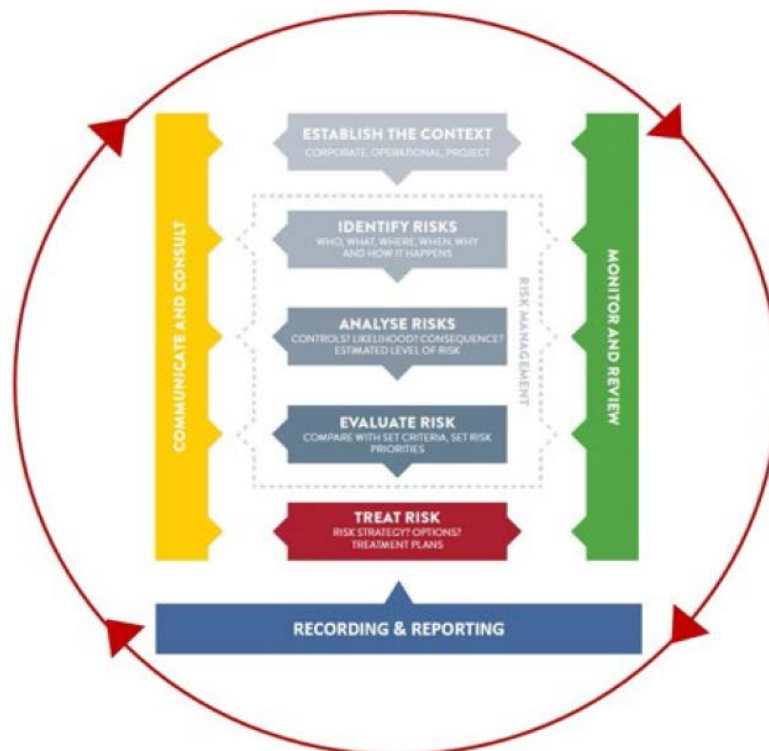 ESTABLISH THE CONTEXT
CORPORATE, OPERATIONAL, PROJECT
IDENTIFY RISKS
WHO, WHAT, WHERE, WHEN, WHY
AND HOW IT HAPPENS
ANALYSE RISKS
CONTROLS? LIKELIHOOD? CONSEQUENCE?
ESTIMATED LEVEL OF RISK
EVALUATE RISK
COMPARE WITH SET CRITERIA, SET RISK
PRIORITIES
TREAT RISK
RISK STRATEGY? OPTIONS?
TREATMENT PLANS
COMMUNICATE AND CONSULT
RISK MANAGEMENT
MONITOR AND REVIEW
RECORDING & REPORTING